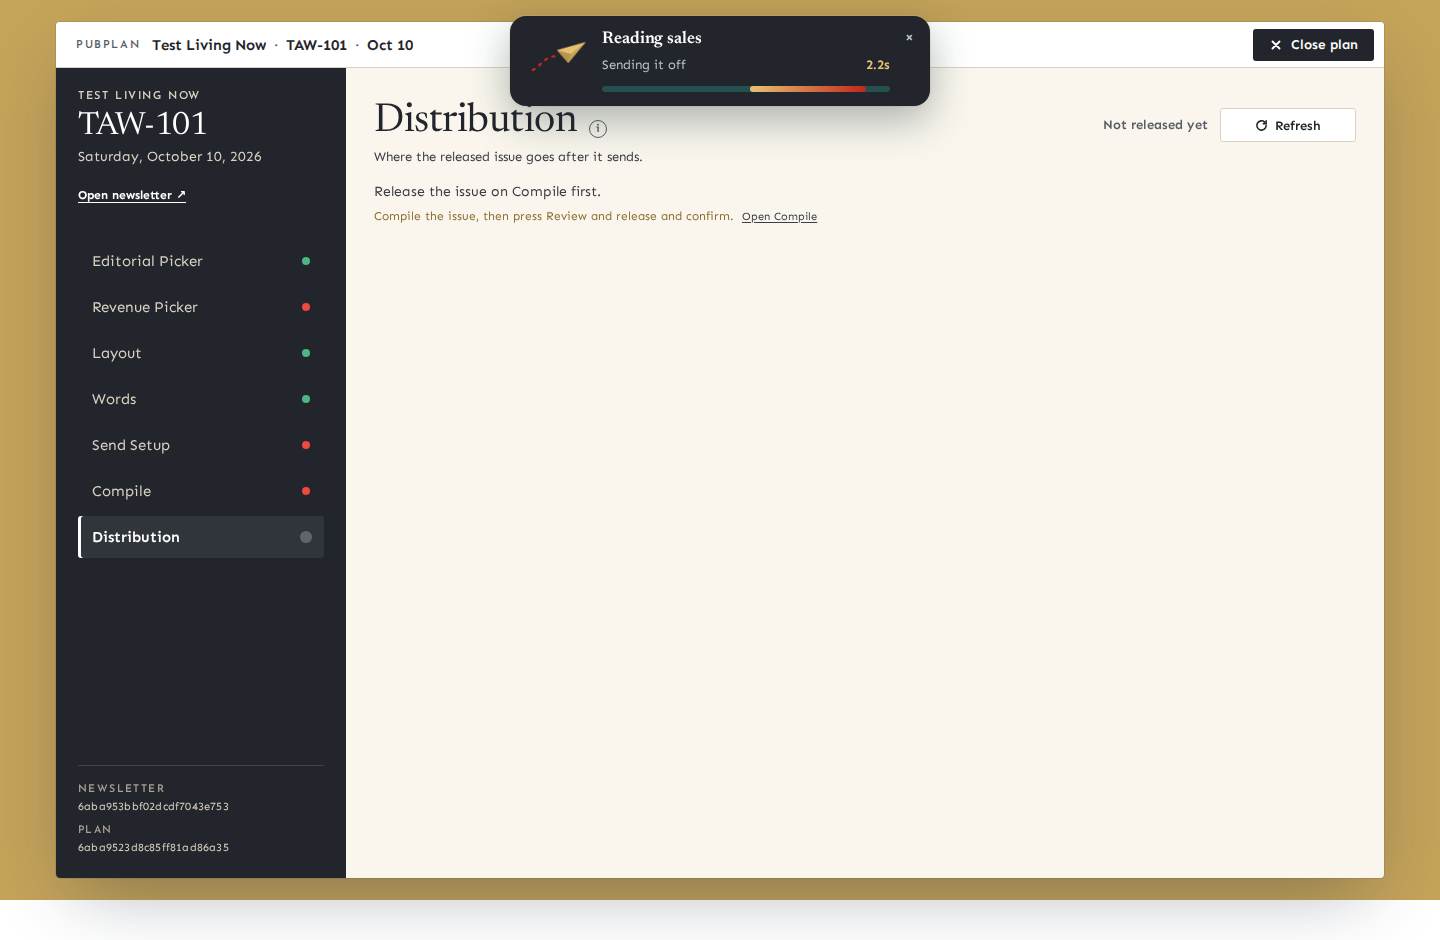 PUBPLAN Test Living Now · TAW-101 · Oct 10
Reading sales
×
Sending it off 2.2s
Close plan
TEST LIVING NOW
TAW-101
Saturday, October 10, 2026
Open newsletter ↗
Editorial Picker
Revenue Picker
Layout
Words
Send Setup
Compile
Distribution
NEWSLETTER
6aba953bbf02dcdf7043e753
PLAN
6aba9523d8c85ff81ad86a35
Distribution i
Not released yet
Refresh
Where the released issue goes after it sends.
Release the issue on Compile first.
Compile the issue, then press Review and release and confirm. Open Compile